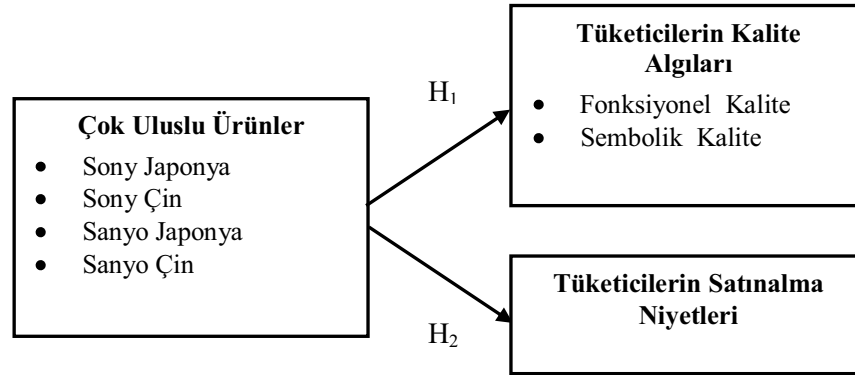 Çok Uluslu Ürünler
• Sony Japonya
• Sony Çin
• Sanyo Japonya
• Sanyo Çin
H₁
H₂
Tüketicilerin Kalite
Algıları
• Fonksiyonel Kalite
• Sembolik Kalite
Tüketicilerin Satınalma
Niyetleri